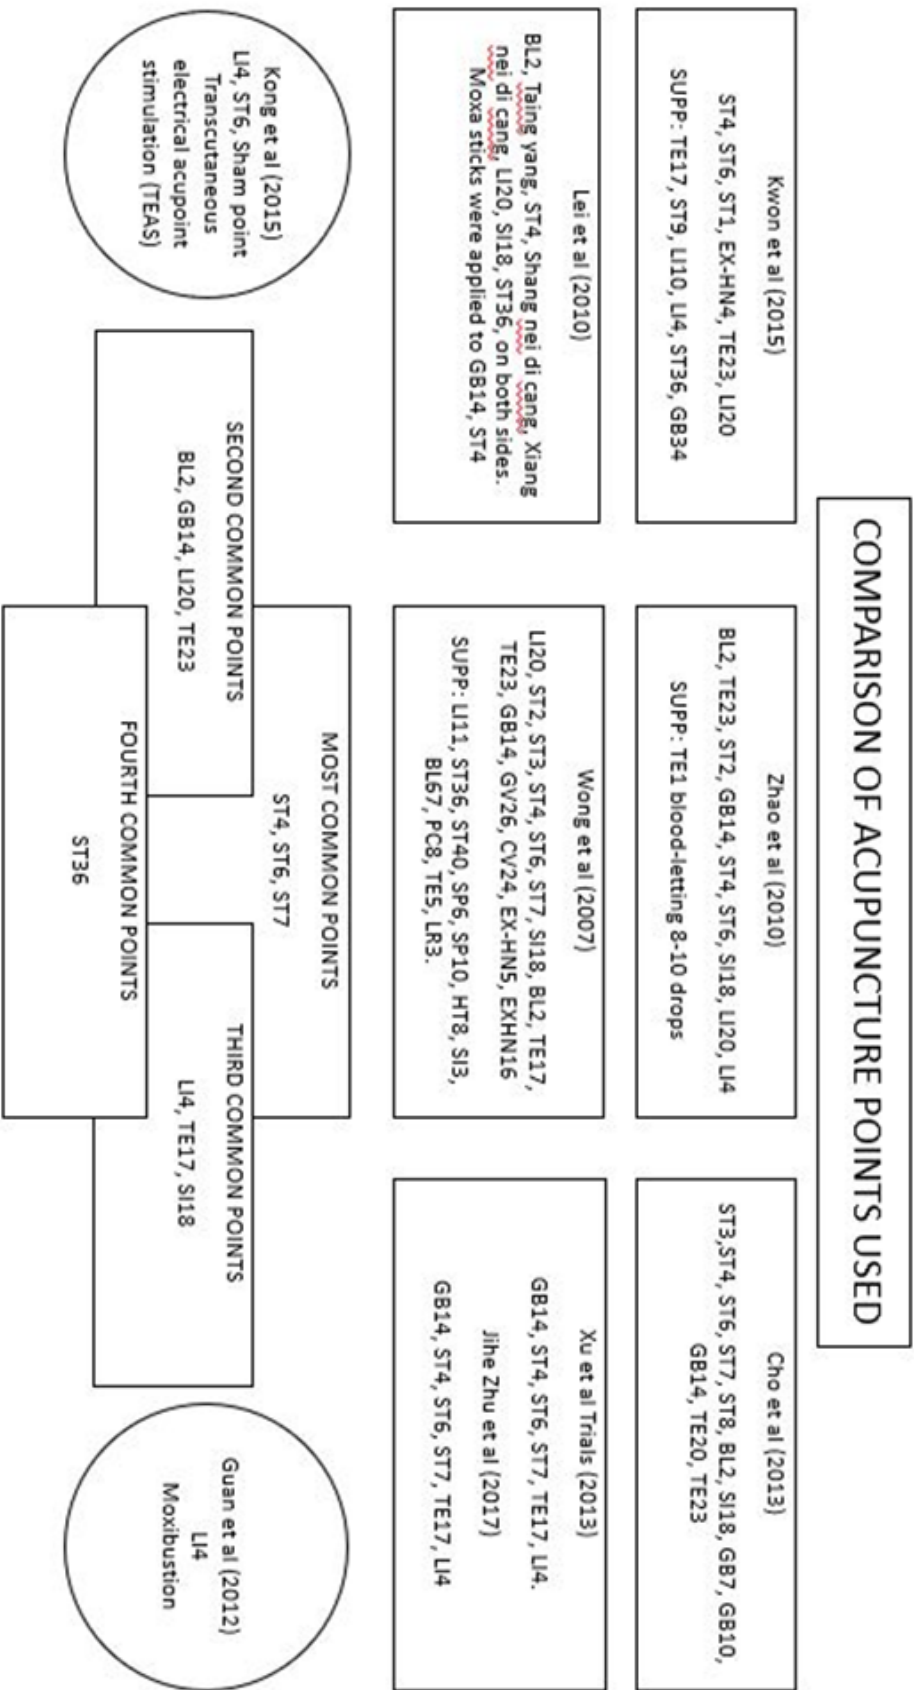 COMPARISON OF ACUPUNCTURE POINTS USED
Kwon et al (2015)
ST4, ST6, ST1, EX-HN4, TE23, LI20
SUPP: TE17, ST9, LI10, LI4, ST36, GB34
Zhao et al (2010)
BL2, TE23, ST2, GB14, ST4, ST6, SI18, LI20, LI4
SUPP: TE1 blood-letting 8-10 drops
Cho et al (2013)
ST3,ST4, ST6, ST7, ST8, BL2, SI18, GB7, GB10,
GB14, TE20, TE23
Lei et al (2010)
BL2, Taing yang, ST4, Shang nei di cang, Xiang
nei di cang, LI20, SI18, ST36, on both sides.
Moxa sticks were applied to GB14, ST4
Wong et al (2007)
LI20, ST2, ST3, ST4, ST6, ST7, SI18, BL2, TE17,
TE23, GB14, GV26, CV24, EX-HN5, EXHN16
SUPP: LI11, ST36, ST40, SP6, SP10, HT8, SI3,
BL67, PC8, TE5, LR3.
Xu et al Trials (2013)
GB14, ST4, ST6, ST7, TE17, LI4.
Jihe Zhu et al (2017)
GB14, ST4, ST6, ST7, TE17, LI4
Kong et al (2015)
LI4, ST6, Sham point
Transcutaneous
electrical acupoint
stimulation (TEAS)
MOST COMMON POINTS
ST4, ST6, ST7
SECOND COMMON POINTS
BL2, GB14, LI20, TE23
THIRD COMMON POINTS
LI4, TE17, SI18
FOURTH COMMON POINTS
ST36
Guan et al (2012)
LI4
Moxibustion